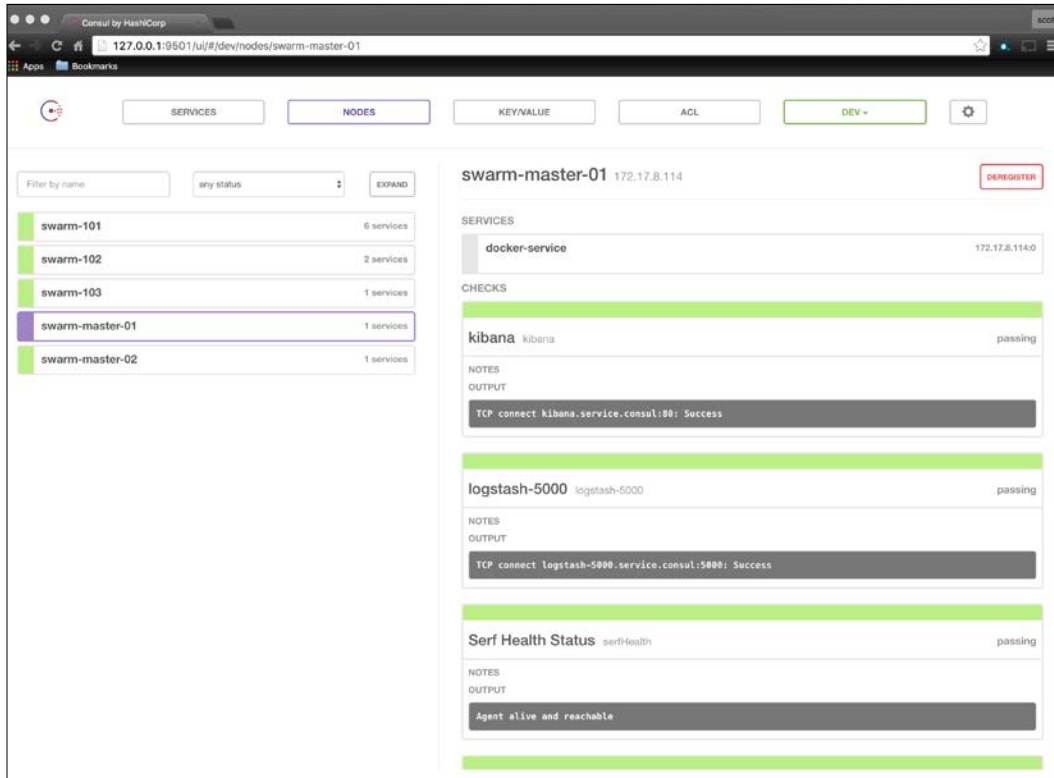 Consul by HashiCorp
scot
127.0.0.1:9501/ui/#/dev/nodes/swarm-master-01
Apps Bookmarks
SERVICES NODES KEY/VALUE ACL DEV
Filter by name any status EXPAND
swarm-101 6 services
swarm-102 2 services
swarm-103 1 services
swarm-master-01 1 services
swarm-master-02 1 services
swarm-master-01 172.17.8.114 DEREGISTER
SERVICES
docker-service 172.17.8.114:0
CHECKS
kibana kibana passing
NOTES
OUTPUT
TCP connect kibana.service.consul:80: Success
logstash-5000 logstash-5000 passing
NOTES
OUTPUT
TCP connect logstash-5000.service.consul:5000: Success
Serf Health Status serfHealth passing
NOTES
OUTPUT
Agent alive and reachable